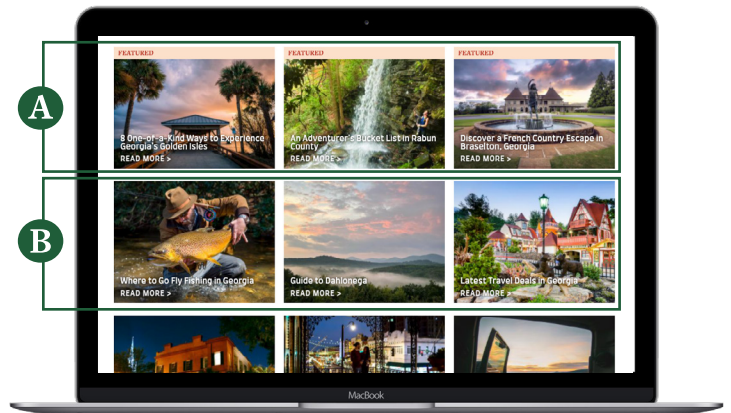 FEATURED
FEATURED
FEATURED
A
8 One-of-a-Kind Ways to Experience
Georgia's Golden Isles
READ MORE >
An Adventurer's Bucket List in Rabun
County
READ MORE >
Discover a French Country Escape in
Braselton, Georgia
READ MORE >
B
Where to Go Fly Fishing in Georgia
READ MORE >
Guide to Dahlonega
READ MORE >
Latest Travel Deals in Georgia
READ MORE >
MacBook